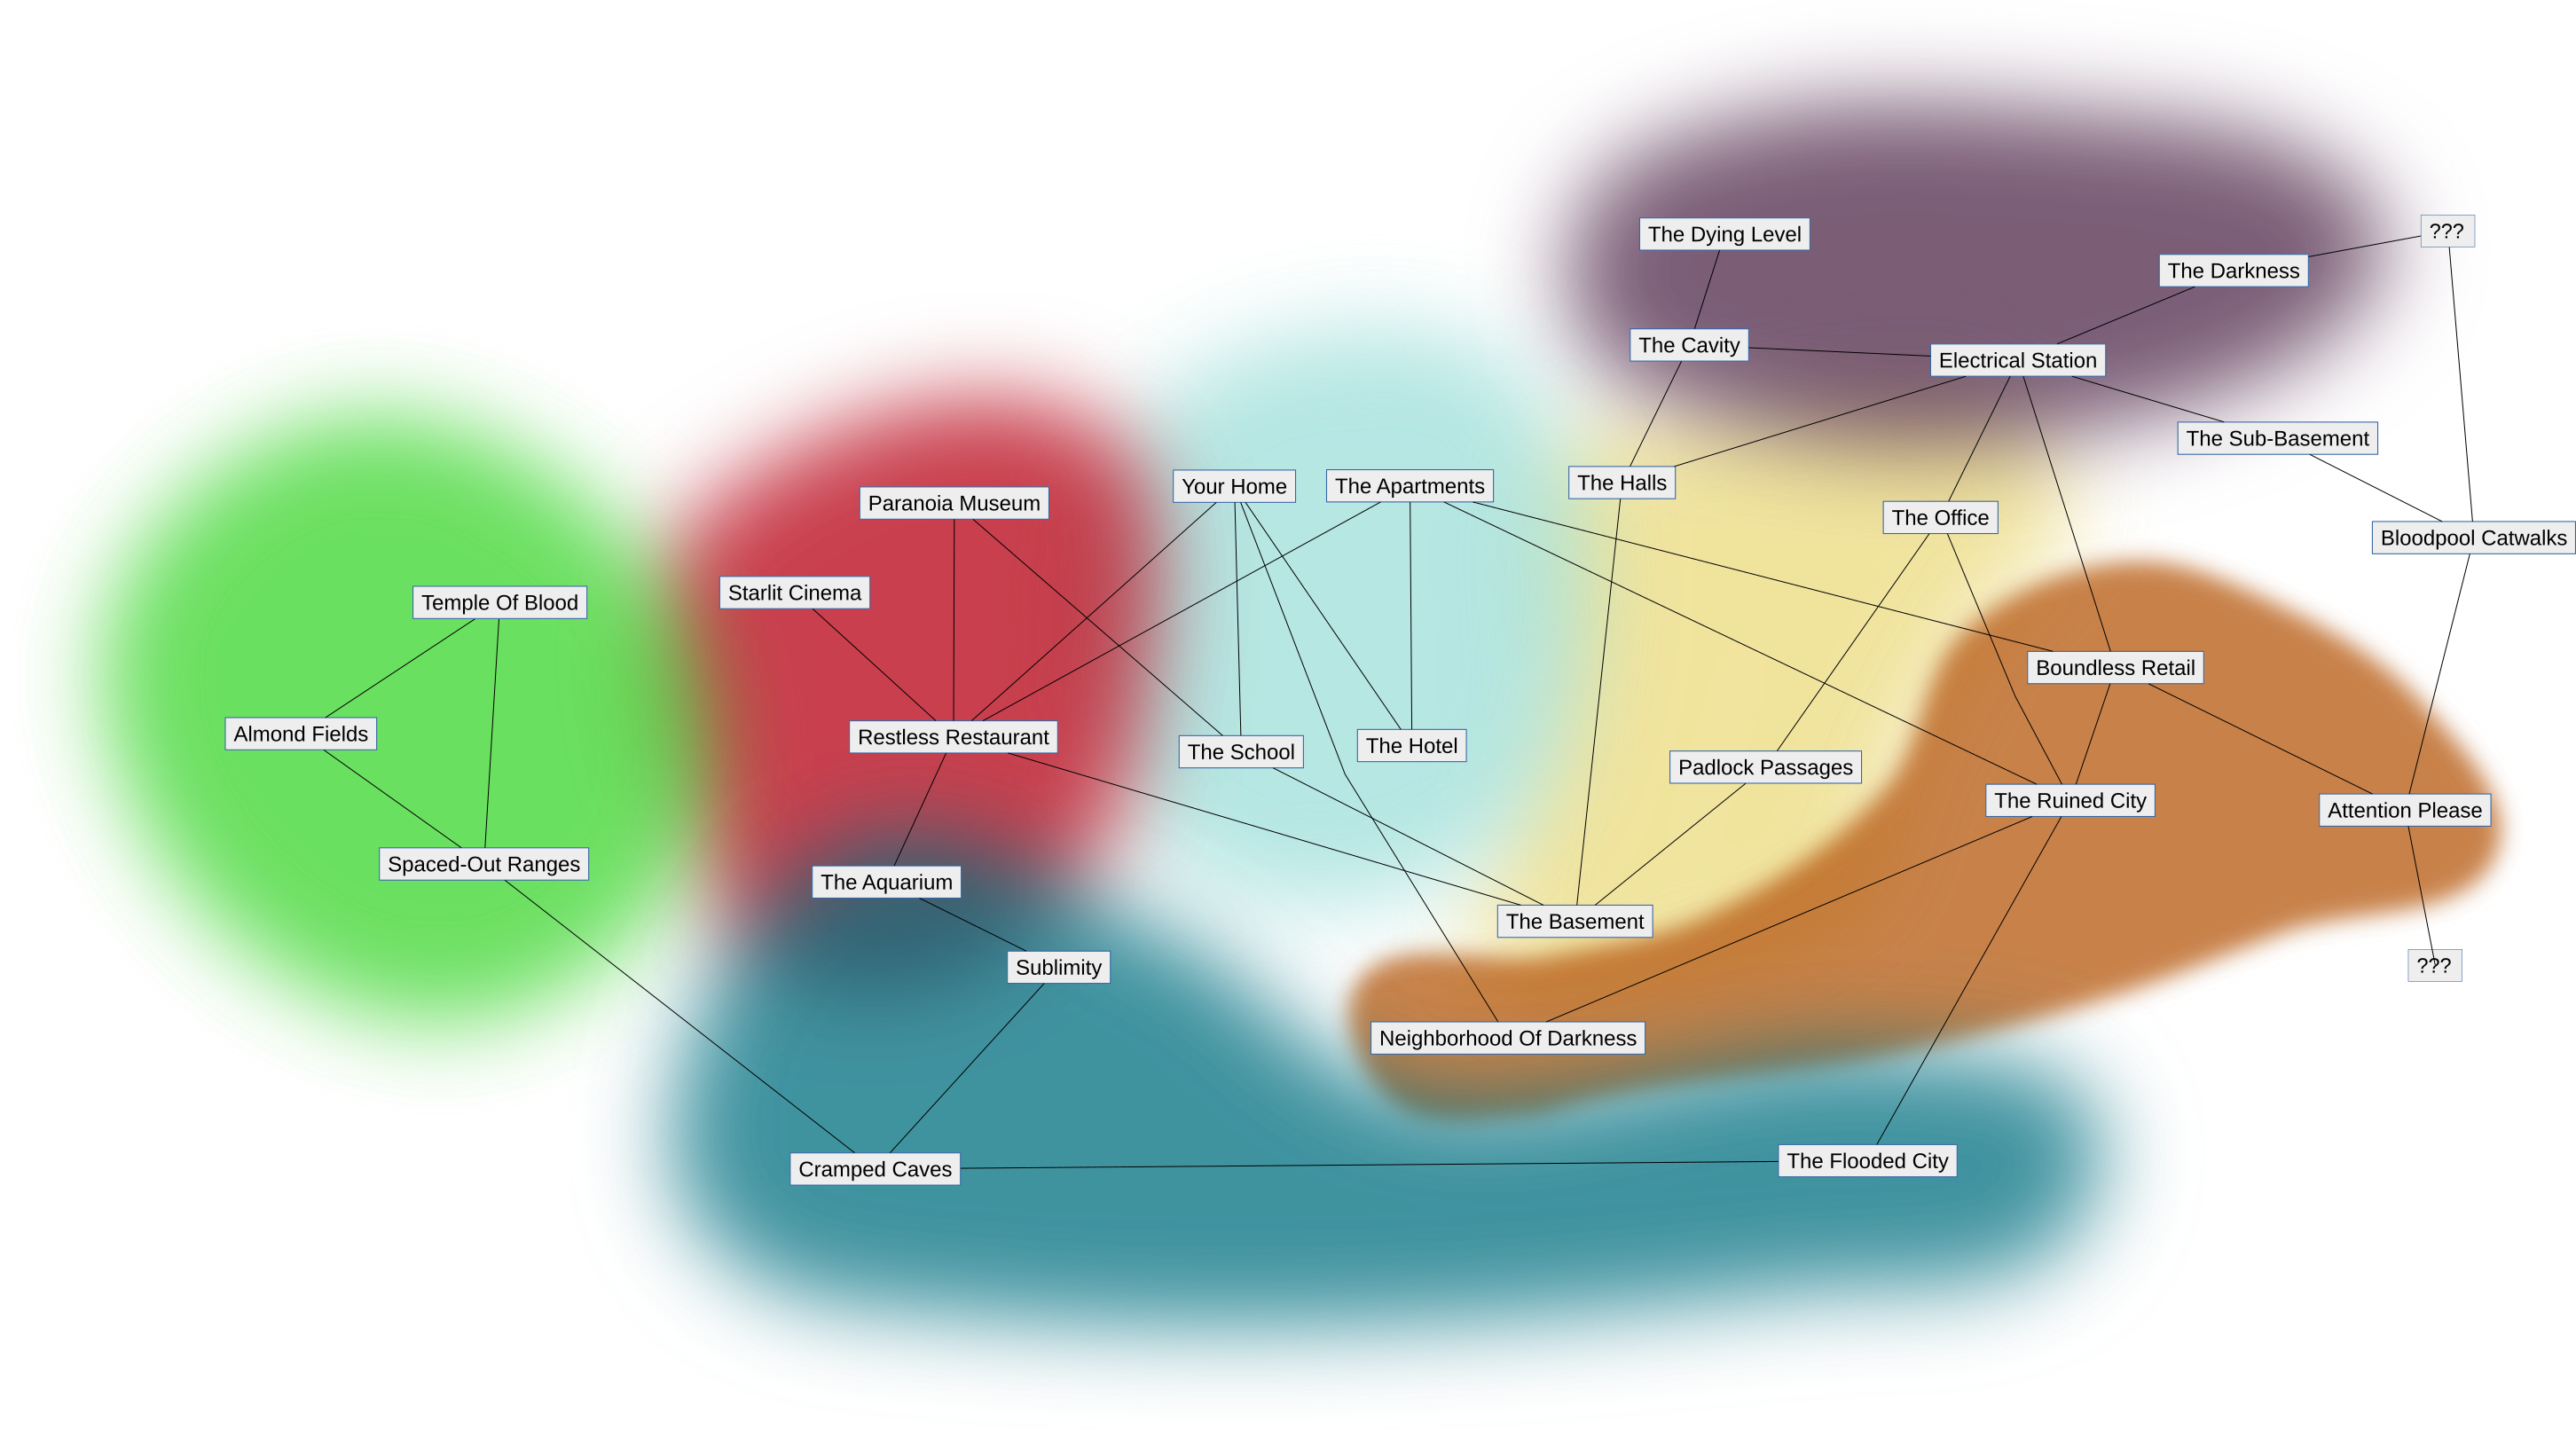 The Dying Level
???
The Darkness
The Cavity
Electrical Station
The Sub-Basement
The Halls
Your Home
The Apartments
Paranoia Museum
The Office
Bloodpool Catwalks
Starlit Cinema
Temple Of Blood
Boundless Retail
Almond Fields
Restless Restaurant
The School
The Hotel
Padlock Passages
The Ruined City
Attention Please
Spaced-Out Ranges
The Aquarium
The Basement
Sublimity
???
Neighborhood Of Darkness
Cramped Caves
The Flooded City